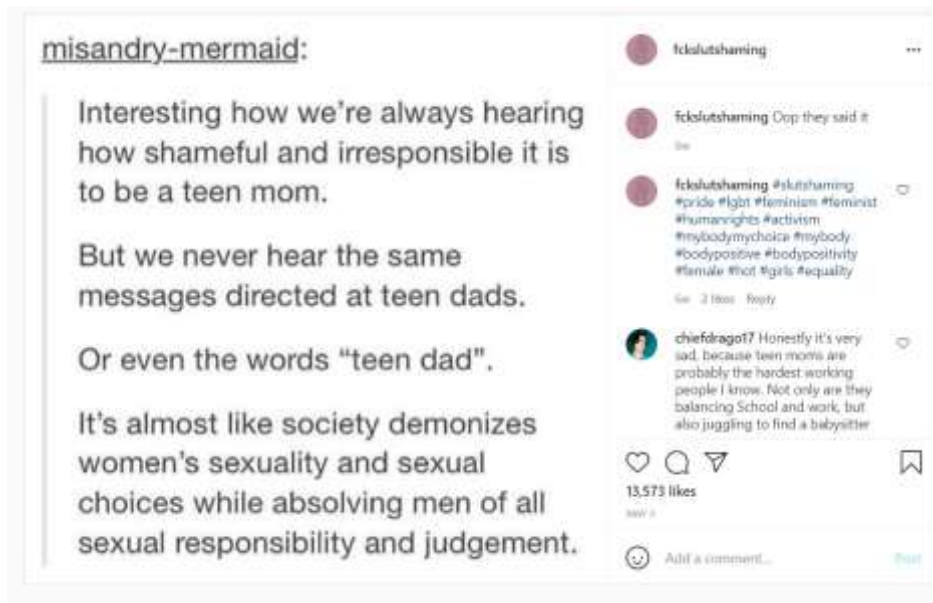 misandry-mermaid:
Interesting how we're always hearing
how shameful and irresponsible it is
to be a teen mom.
But we never hear the same
messages directed at teen dads.
Or even the words “teen dad”.
It's almost like society demonizes
women's sexuality and sexual
choices while absolving men of all
sexual responsibility and judgement.
fckslutshaming
fckslutshaming Oop they said it
fckslutshaming #slutshaming
#pride #lgbt #feminism #feminist
#humanrights #activism
#mybodymychoice #mybody
#bodypositive #bodypositivity
#female #hot #girls #equality
2 likes Reply
chiefdrago17 Honestly it's very
sad, because teen moms are
probably the hardest working
people I know. Not only are they
balancing School and work, but
also juggling to find a babysitter
13,573 likes
Add a comment...
Post